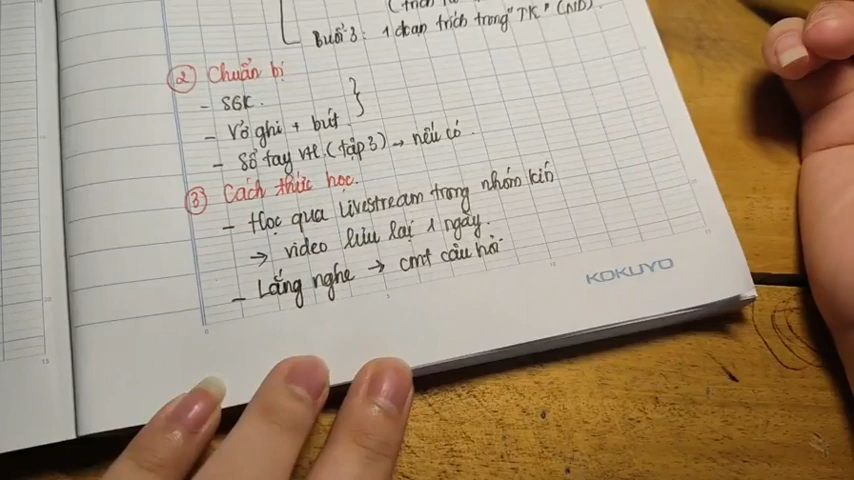 Buổi 3: 1 đoạn trích trong "TK" (ND).
② Chuẩn bị
- SGK.
- Vở ghi + bút
- Sổ tay VH. (tập 3) → nếu có.
③ Cách thức học.
- Học qua Livestream trong nhóm kín
→ video lưu lại 1 ngày.
- Lắng nghe → cmt câu hỏi
KOKUYO